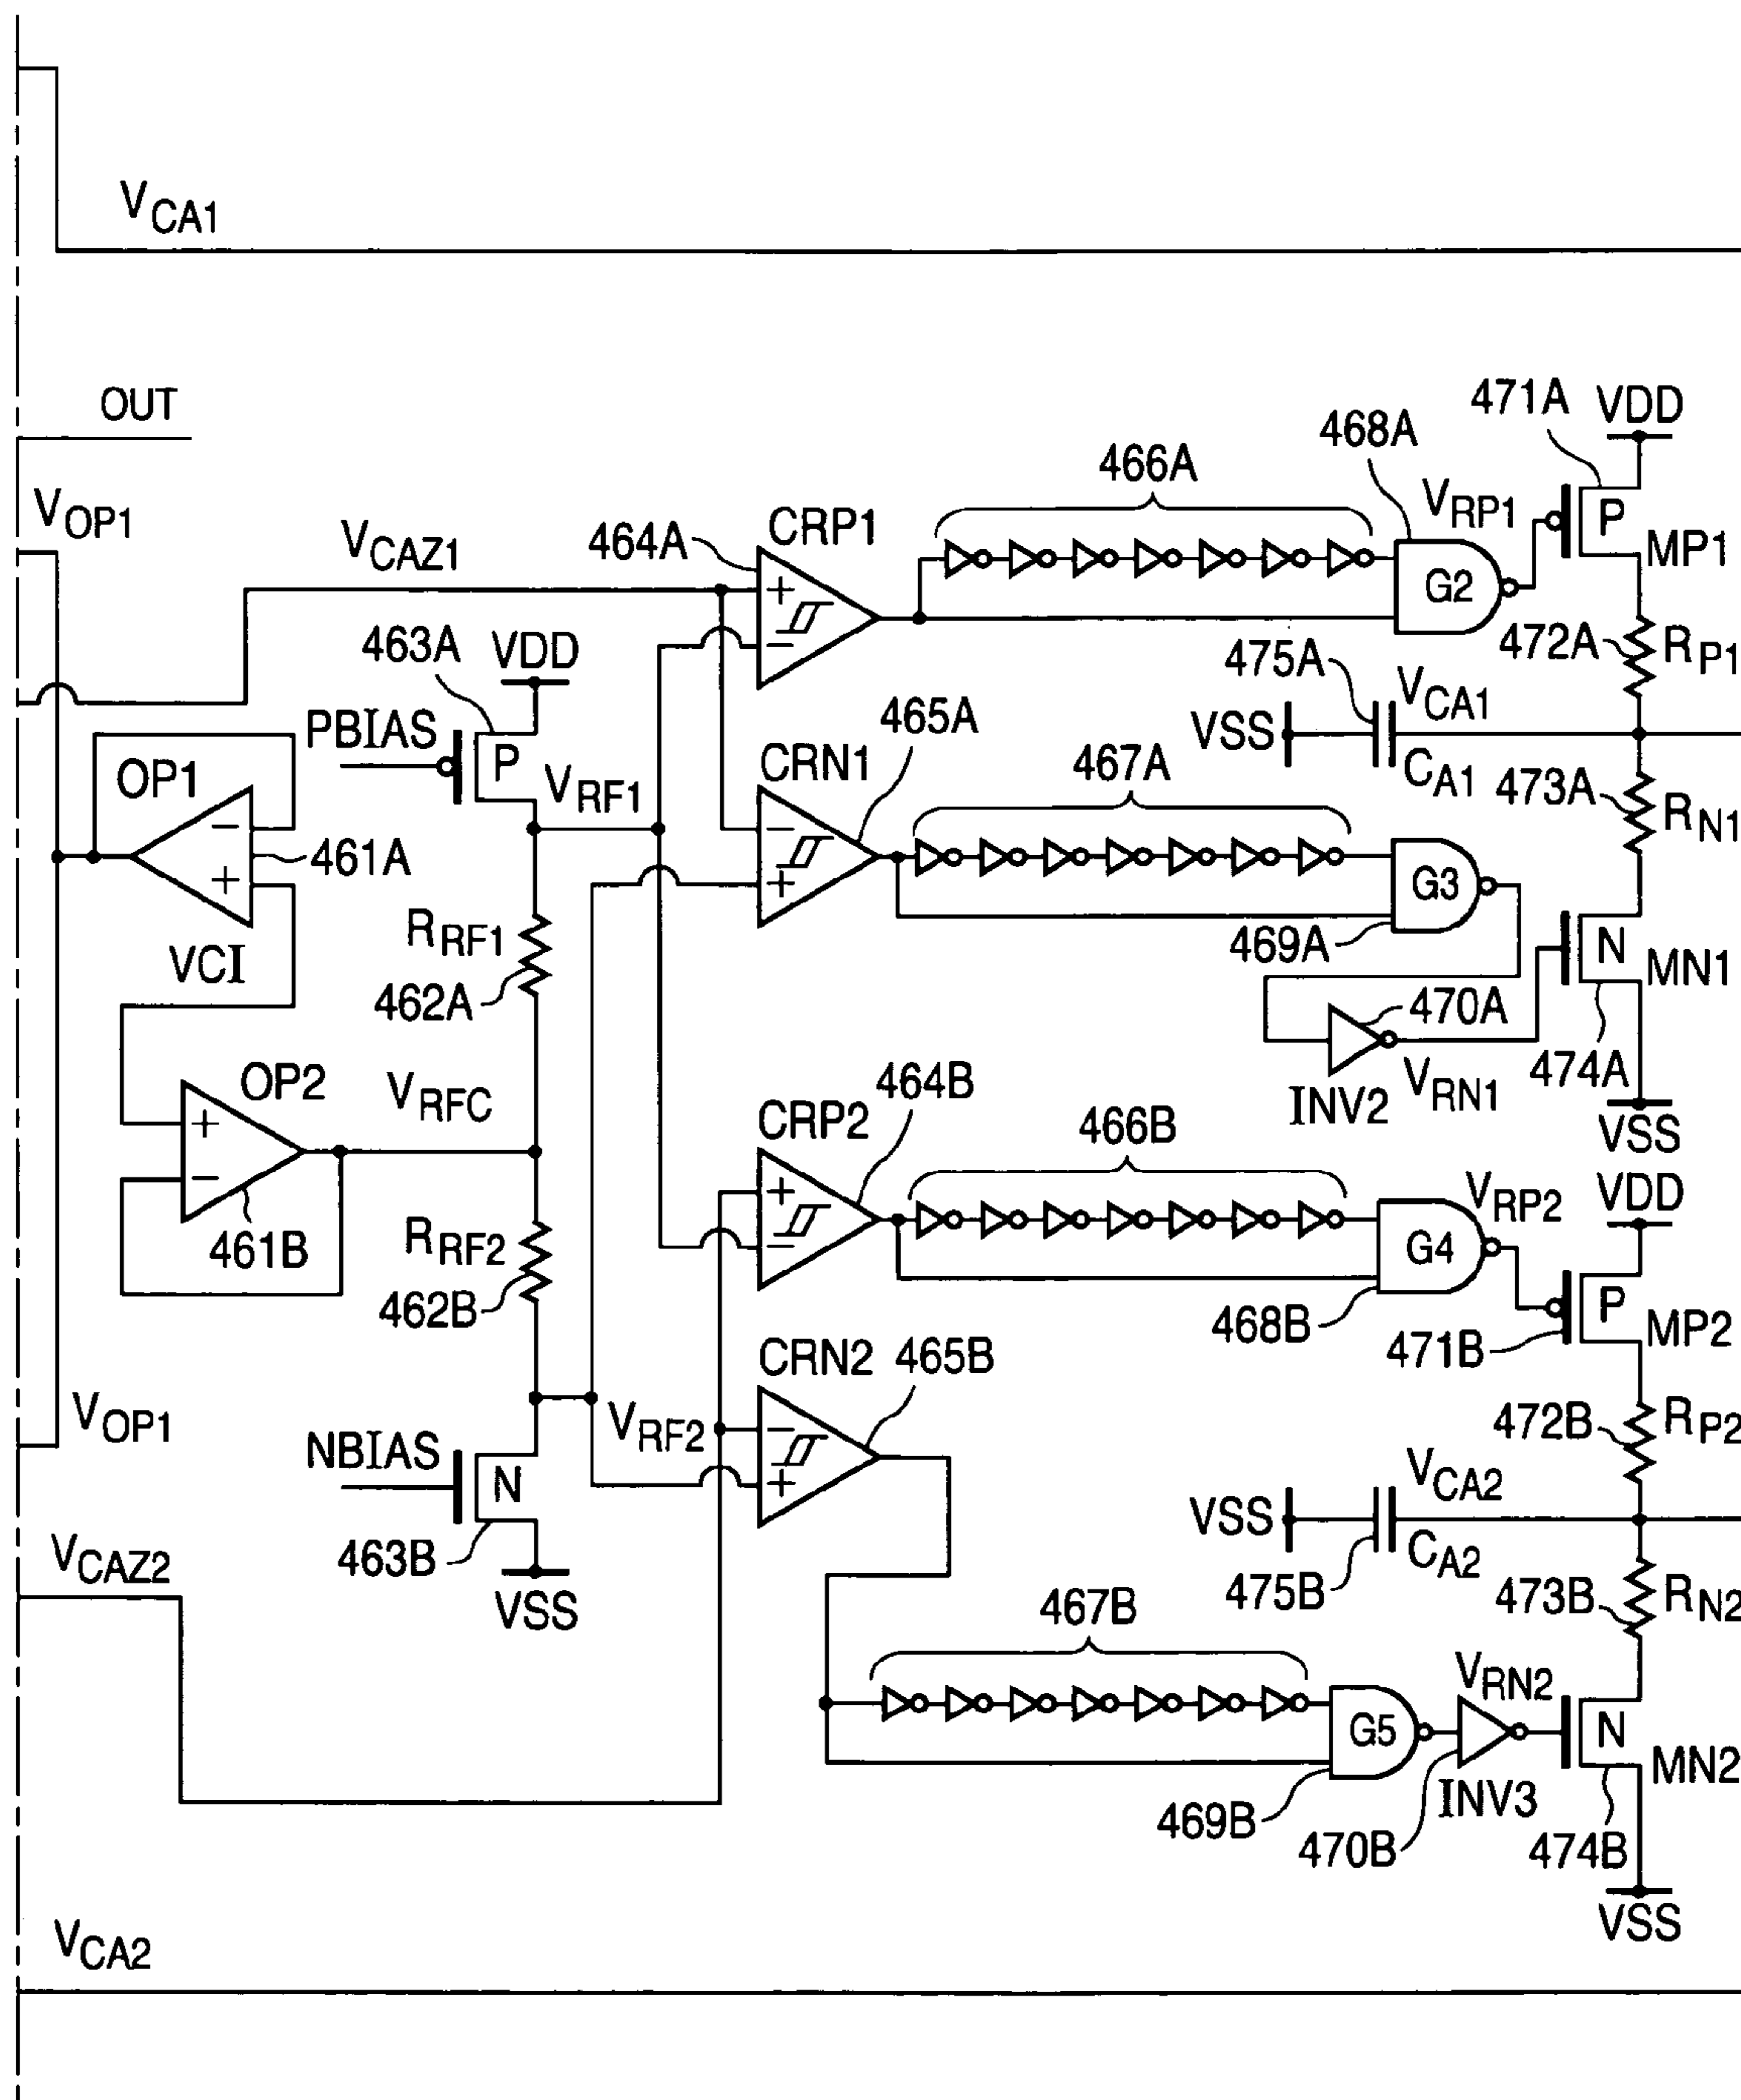 VCA1
OUT
VOP1
VCAZ1
464A
CRP1
466A
468A
471A
VDD
VRP1
P
MP1
+
−
G2
472A
RP1
463A
VDD
PBIAS
P
VRF1
475A
VSS
VCA1
CA1
473A
RN1
OP1
−
+
461A
VCI
CRN1
465A
−
+
467A
G3
469A
N
MN1
470A
INV2
VRN1
474A
VSS
RRF1
462A
OP2
+
−
461B
VRFC
RRF2
462B
CRP2
464B
+
−
466B
G4
468B
VRP2
VDD
P
471B
MP2
472B
RP2
VOP1
NBIAS
N
463B
VSS
VRF2
CRN2
465B
−
+
VSS
VCA2
CA2
475B
473B
RN2
VCAZ2
467B
G5
469B
VRN2
470B
INV3
N
MN2
474B
VSS
VCA2